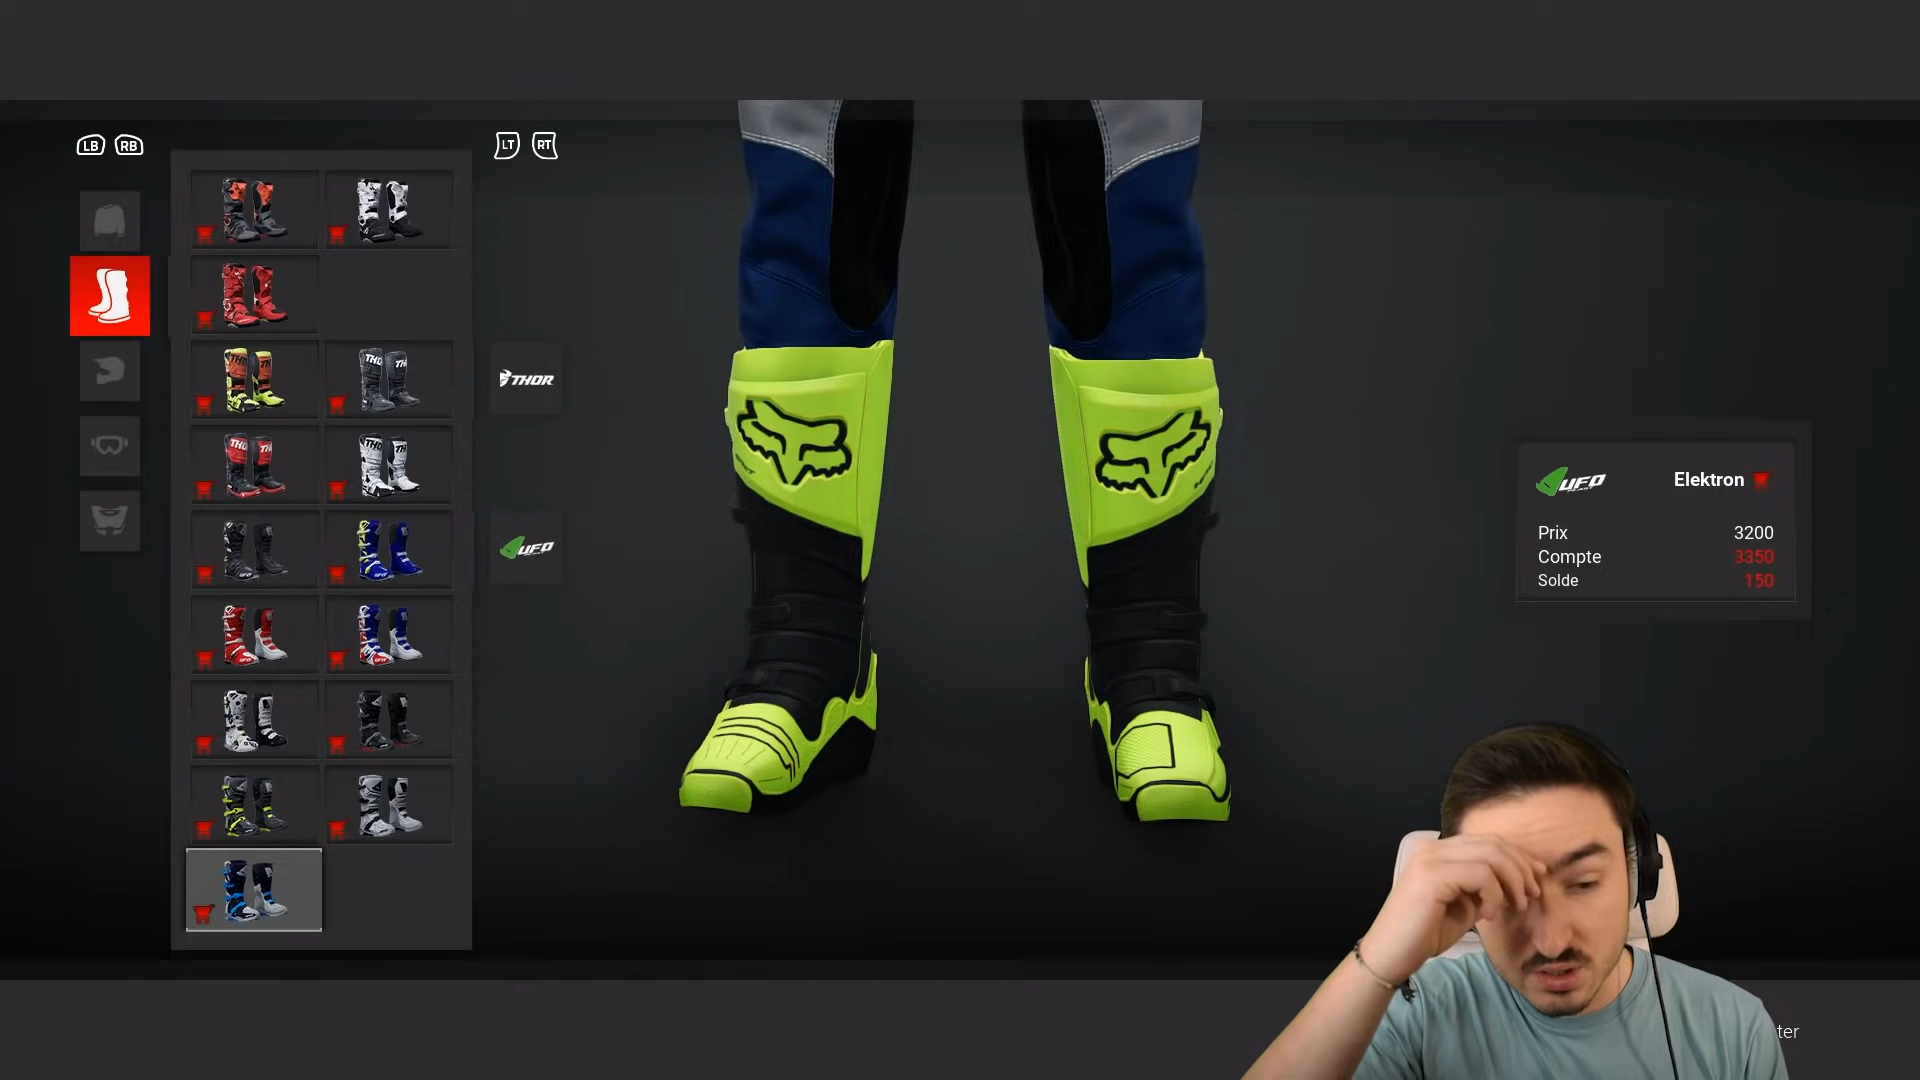 LB RB
LT RT
THOR
UFO
UFO
Elektron
Prix 3200
Compte 3350
Solde 150
ter